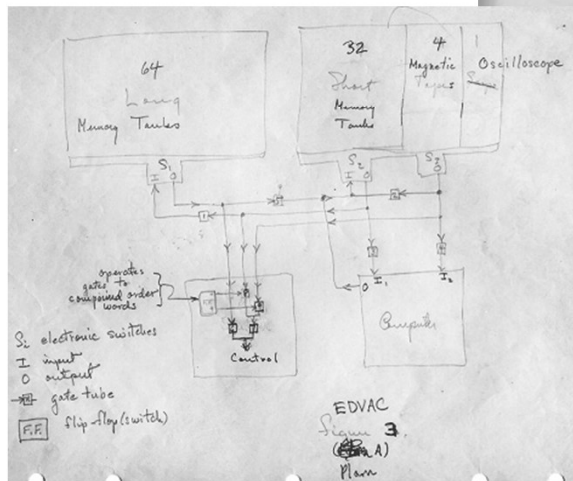 64
Long
Memory Tanks
32
Short
Memory
Tanks
4
Magnetic
Tapes
1
Oscilloscope
S1
I O
S2
I O
S3
O
operates
gates to
compound order
words
Control
O I1 I2
Computer
S2 electronic switches
I input
O output
gate tube
F.F. flip-flop (switch)
EDVAC
figure 3
( A)
Plan